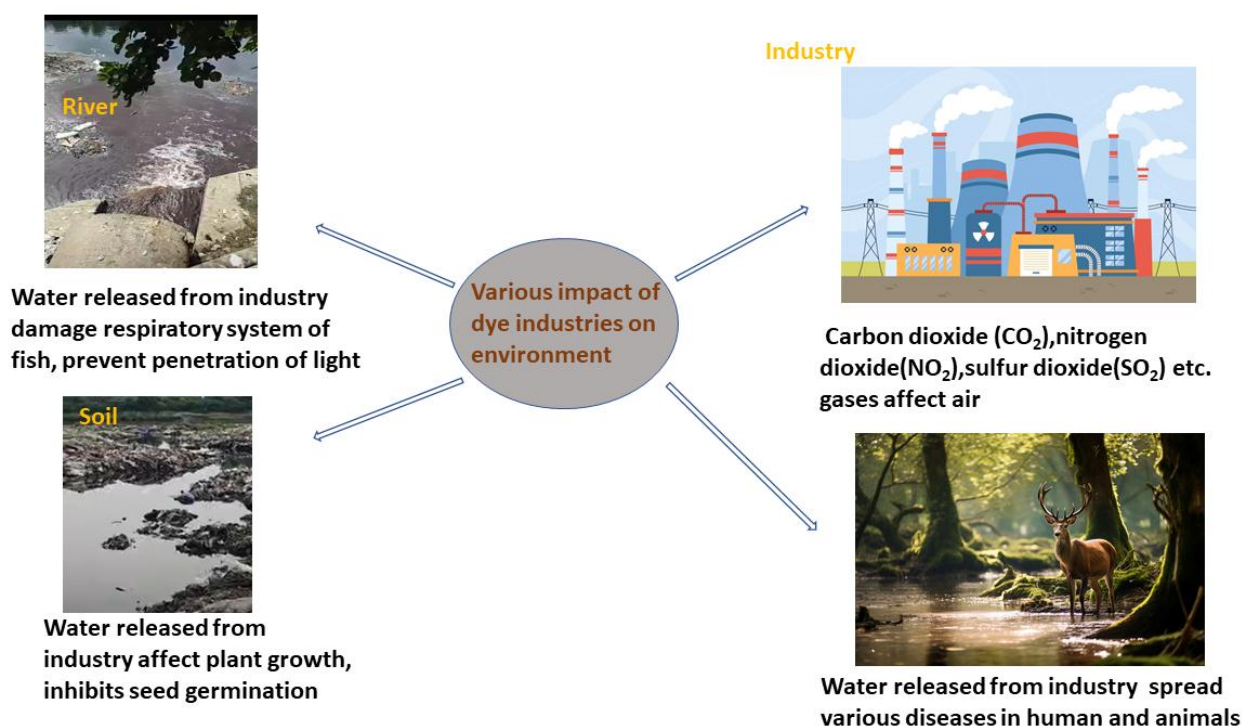 River
Water released from industry
damage respiratory system of
fish, prevent penetration of light
Soil
Water released from
industry affect plant growth,
inhibits seed germination
Various impact of
dye industries on
environment
Industry
Carbon dioxide (CO₂),nitrogen
dioxide(NO₂),sulfur dioxide(SO₂) etc.
gases affect air
Water released from industry spread
various diseases in human and animals